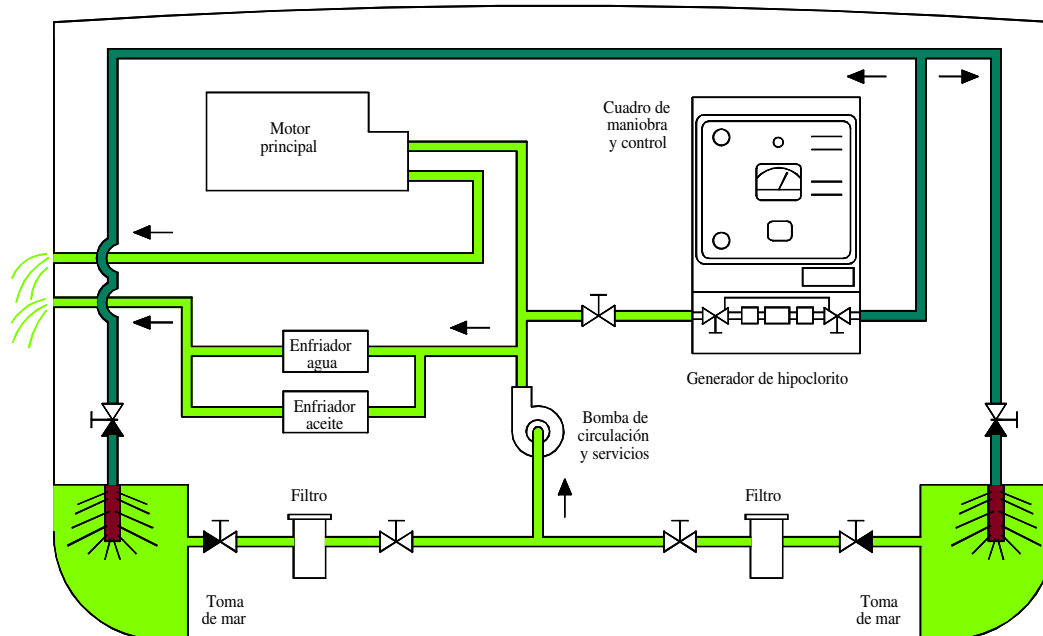 Cuadro de
maniobra
y control
Motor
principal
Enfriador
agua
Generador de hipoclorito
Enfriador
aceite
Bomba de
circulación
y servicios
Filtro
Filtro
Toma
de mar
Toma
de mar